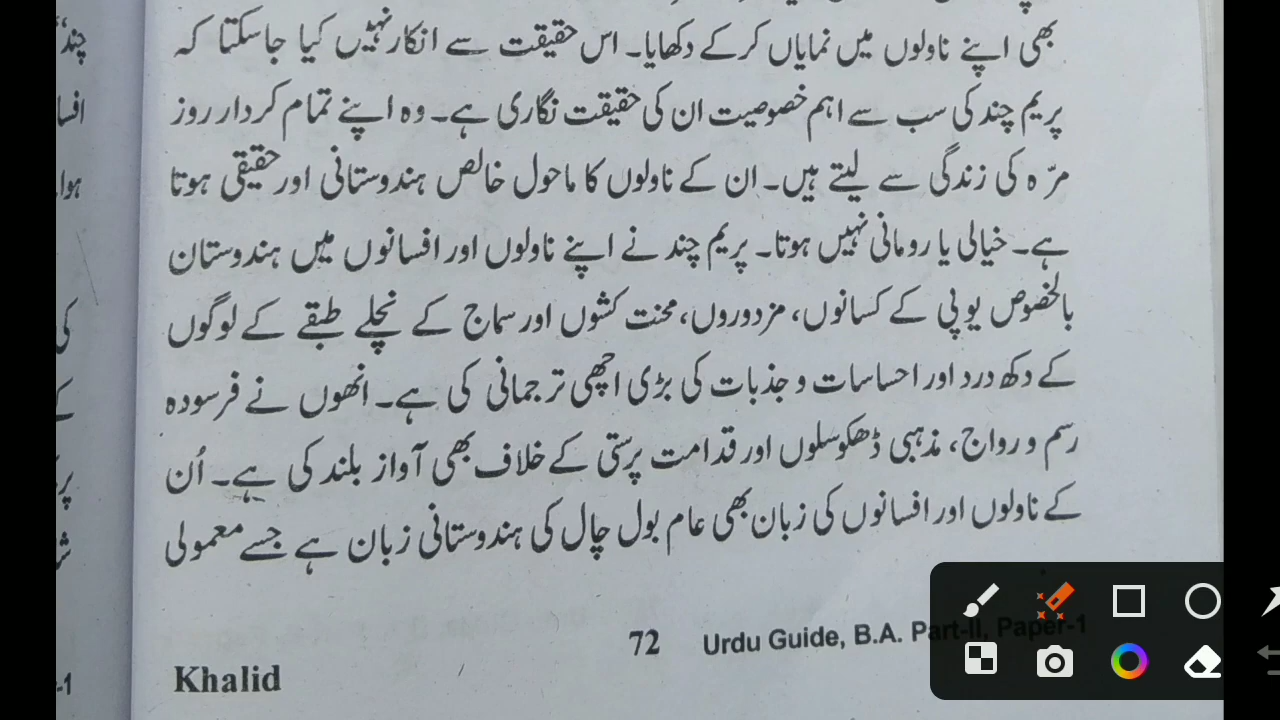 بھی اپنے ناولوں میں نمایاں کرکے دکھایا۔ اس حقیقت سے انکار نہیں کیا جاسکتا کہ
پریم چند کی سب سے اہم خصوصیت ان کی حقیقت نگاری ہے۔ وہ اپنے تمام کردار روز
مرّہ کی زندگی سے لیتے ہیں۔ ان کے ناولوں کا ماحول خالص ہندوستانی اور حقیقی ہوتا
ہے۔ خیالی یا رومانی نہیں ہوتا۔ پریم چند نے اپنے ناولوں اور افسانوں میں ہندوستان
بالخصوص یوپی کے کسانوں، مزدوروں، محنت کشوں اور سماج کے نچلے طبقے کے لوگوں
کے دکھ درد اور احساسات و جذبات کی بڑی اچھی ترجمانی کی ہے۔ انھوں نے فرسودہ
رسم و رواج، مذہبی ڈھکوسلوں اور قدامت پرستی کے خلاف بھی آواز بلند کی ہے۔ اُن
کے ناولوں اور افسانوں کی زبان بھی عام بول چال کی ہندوستانی زبان ہے جسے معمولی
72 Urdu Guide, B.A. Part-II, Paper-1
Khalid